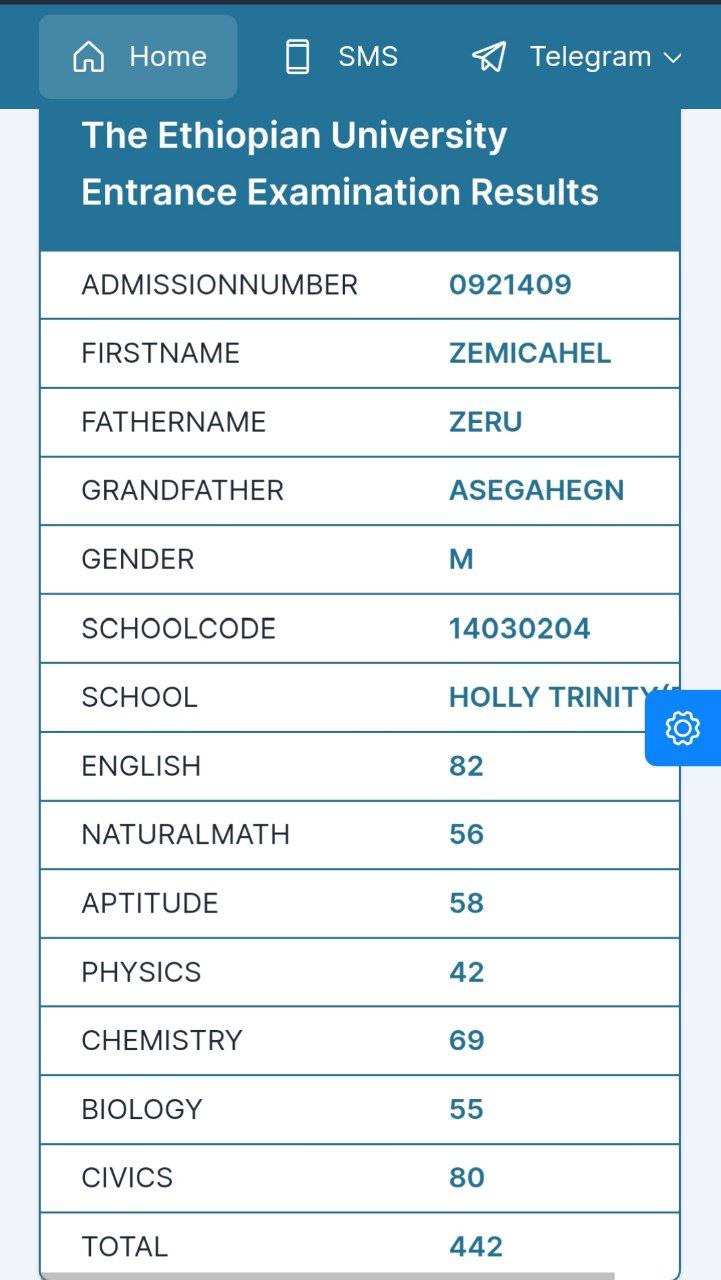 Home SMS Telegram
The Ethiopian University
Entrance Examination Results
ADMISSIONNUMBER 0921409
FIRSTNAME ZEMICAHEL
FATHERNAME ZERU
GRANDFATHER ASEGAHEGN
GENDER M
SCHOOLCODE 14030204
SCHOOL HOLLY TRINITY
ENGLISH 82
NATURALMATH 56
APTITUDE 58
PHYSICS 42
CHEMISTRY 69
BIOLOGY 55
CIVICS 80
TOTAL 442